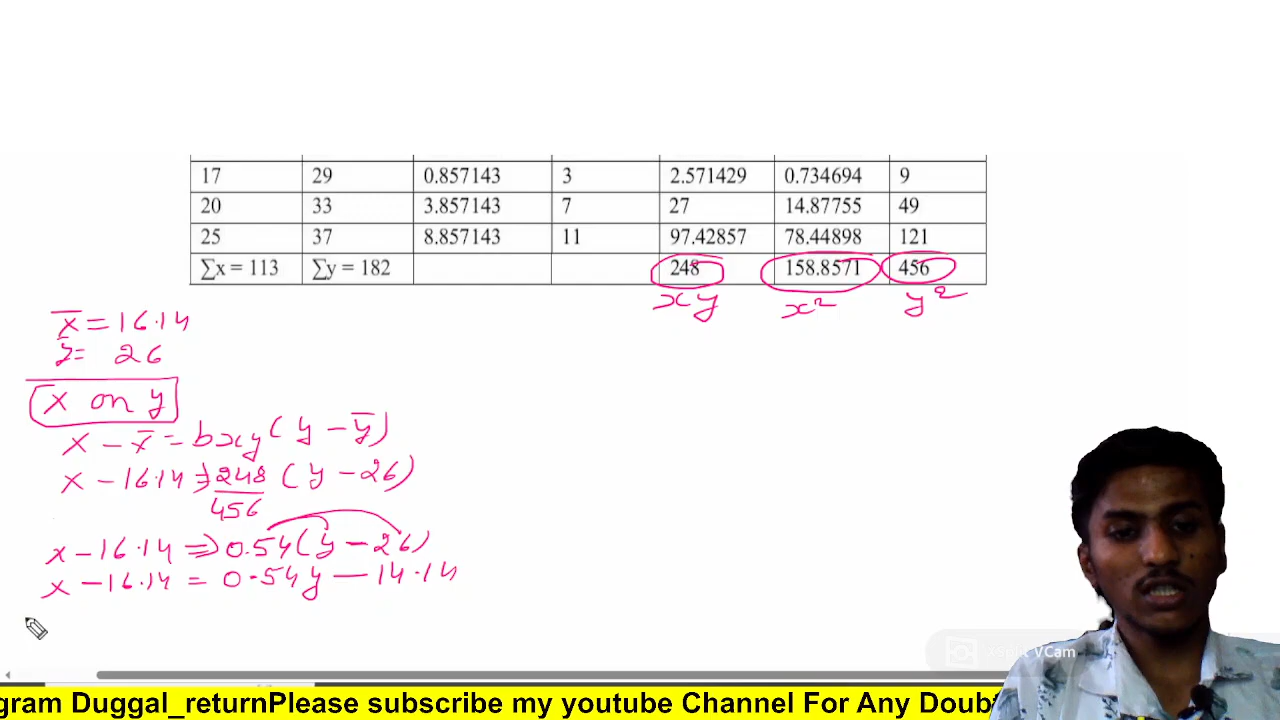 17 29 0.857143 3 2.571429 0.734694 9
20 33 3.857143 7 27 14.87755 49
25 37 8.857143 11 97.42857 78.44898 121
∑x = 113 ∑y = 182 248 158.8571 456
xy x² y²
x̄ = 16.14
ȳ = 26
x on y
x - x̄ = bxy (y - ȳ)
x - 16.14 = 248/456 (y - 26)
x - 16.14 => 0.54 (y - 26)
x - 16.14 = 0.54y - 14.14
XSplit VCam
gram Duggal_returnPlease subscribe my youtube Channel For Any Doub